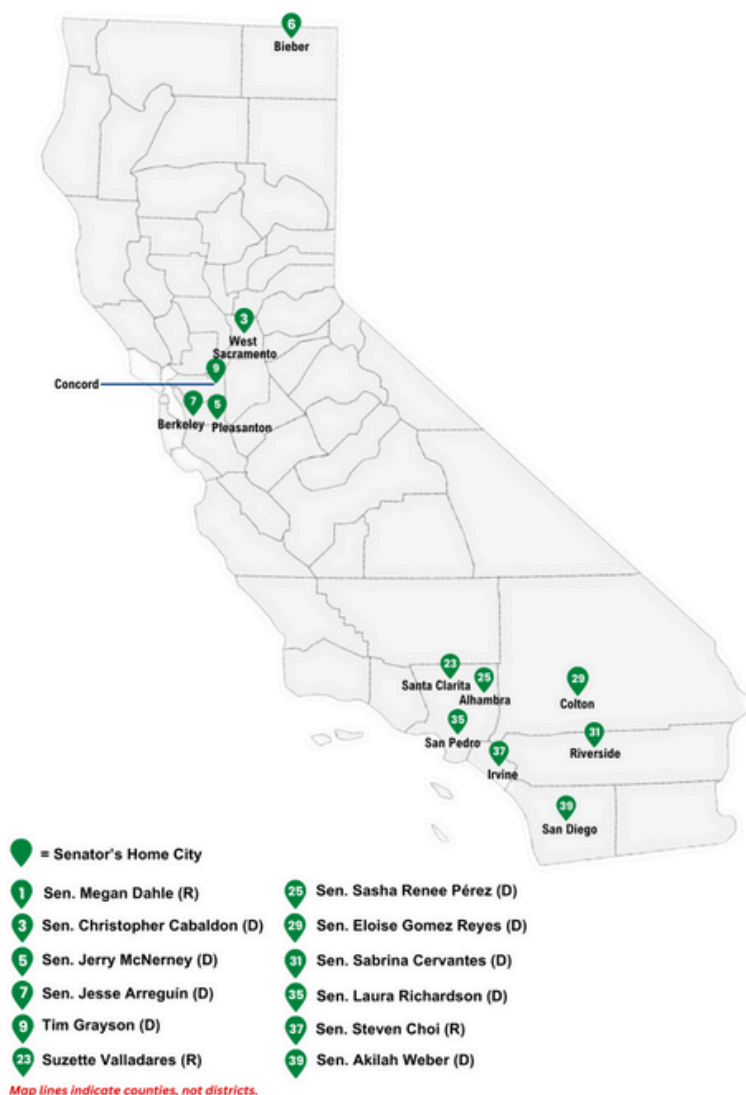 6
Bieber
3
West
Sacramento
9
Concord
7
5
Berkeley
Pleasanton
23
Santa Clarita
25
Alhambra
29
Colton
35
San Pedro
31
Riverside
37
Irvine
39
San Diego
= Senator's Home City
1 Sen. Megan Dahle (R)
3 Sen. Christopher Cabaldon (D)
5 Sen. Jerry McNerney (D)
7 Sen. Jesse Arreguín (D)
9 Tim Grayson (D)
23 Suzette Valladares (R)
25 Sen. Sasha Renee Pérez (D)
29 Sen. Eloise Gomez Reyes (D)
31 Sen. Sabrina Cervantes (D)
35 Sen. Laura Richardson (D)
37 Sen. Steven Choi (R)
39 Sen. Akilah Weber (D)
Map lines indicate counties, not districts.